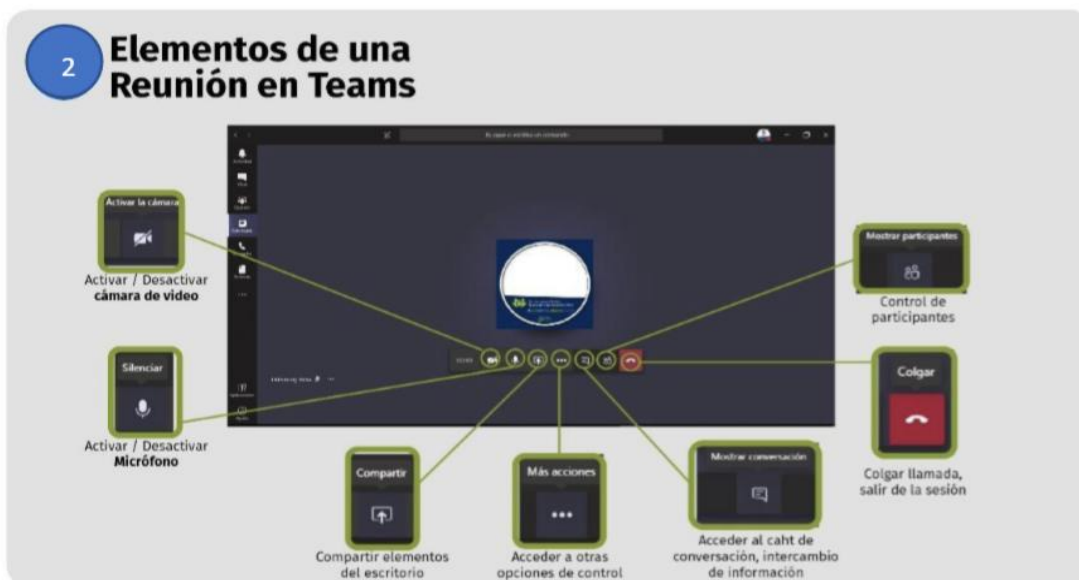 2
Elementos de una
Reunión en Teams
Activar la cámara
Activar / Desactivar
cámara de video
Mostrar participantes
Control de
participantes
Silenciar
Activar / Desactivar
Micrófono
Colgar
Colgar llamada,
salir de la sesión
Compartir
Compartir elementos
del escritorio
Más acciones
Acceder a otras
opciones de control
Mostrar conversación
Acceder al caht de
conversación, intercambio
de información